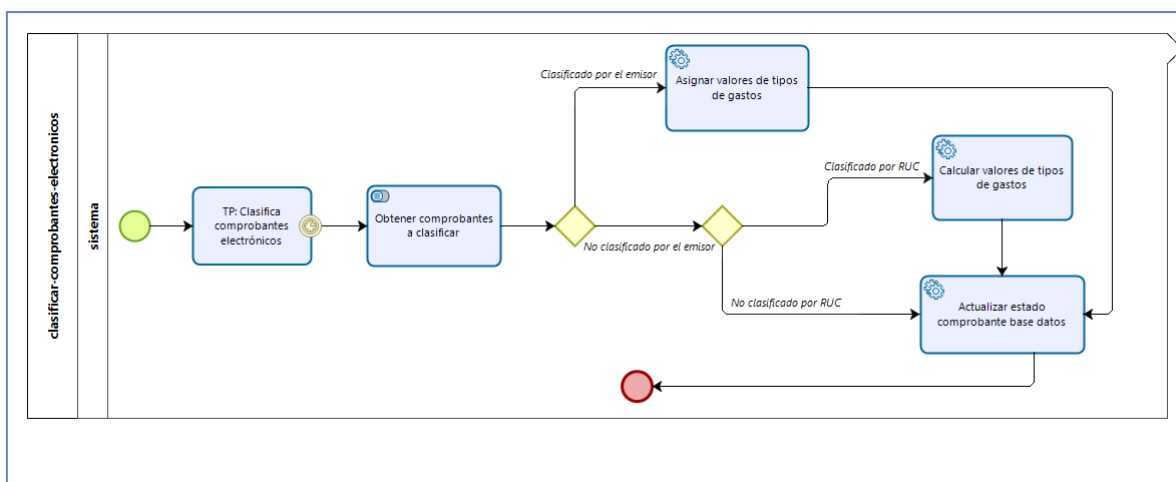 clasificar-comprobantes-electronicos
sistema
TP: Clasifica
comprobantes
electrónicos
Obtener comprobantes
a clasificar
Clasificado por el emisor
No clasificado por el emisor
Asignar valores de tipos
de gastos
Clasificado por RUC
No clasificado por RUC
Calcular valores de tipos
de gastos
Actualizar estado
comprobante base datos